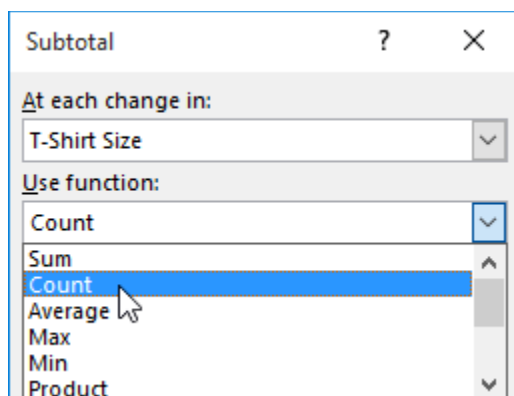 Subtotal ?
At each change in:
T-Shirt Size
Use function:
Count
Sum
Count
Average
Max
Min
Product